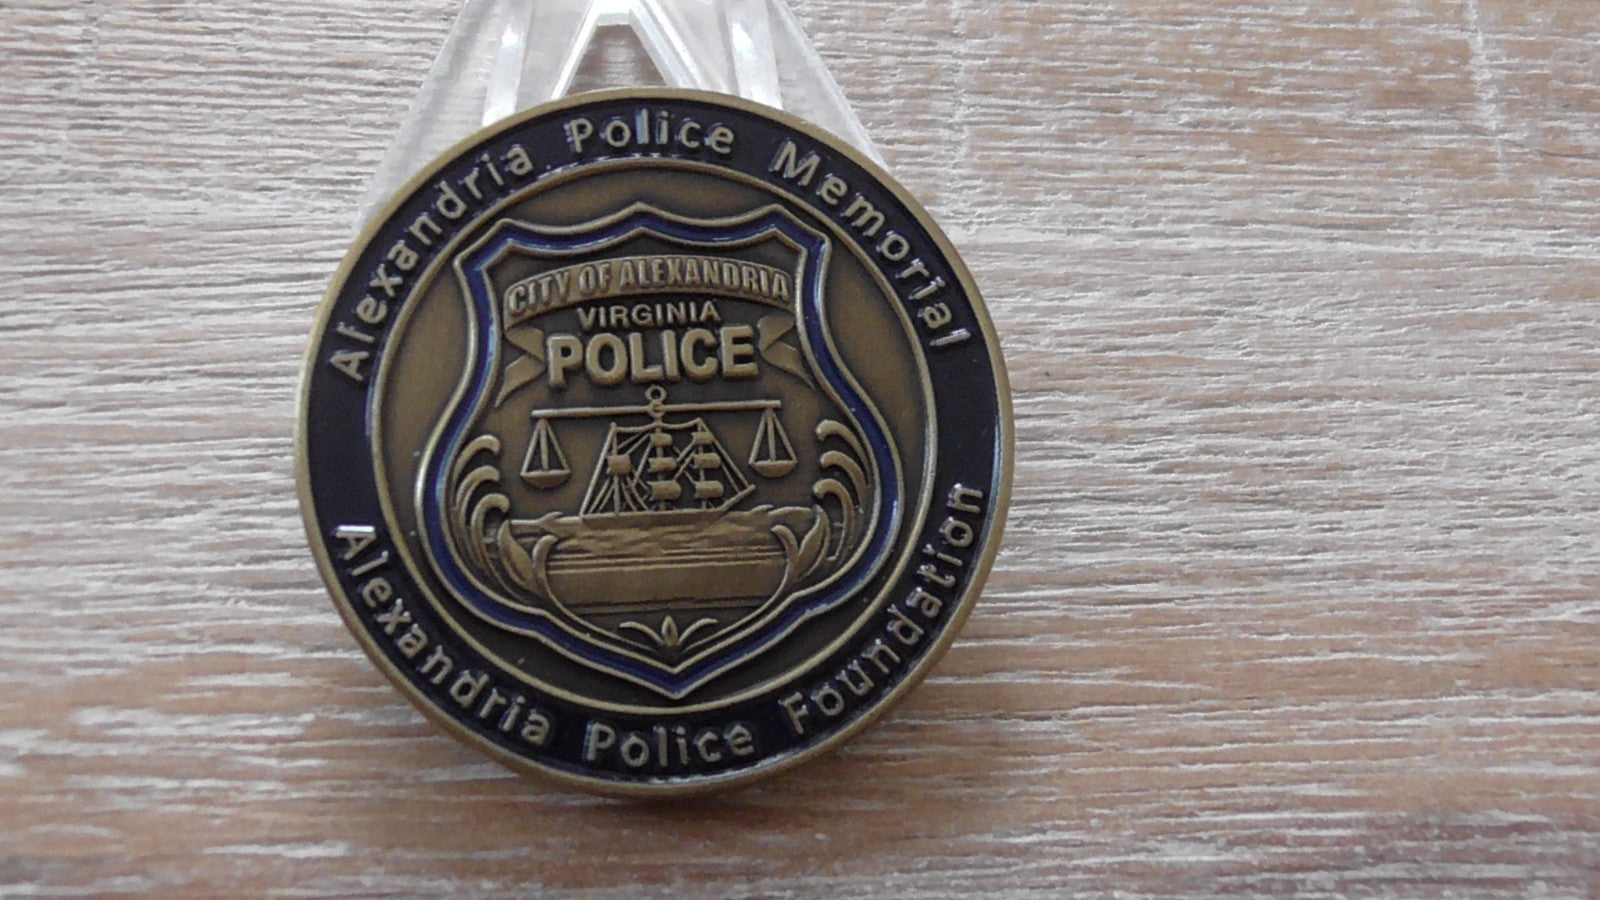 Alexandria Police Memorial
CITY OF ALEXANDRIA
VIRGINIA
POLICE
Alexandria Police Foundation